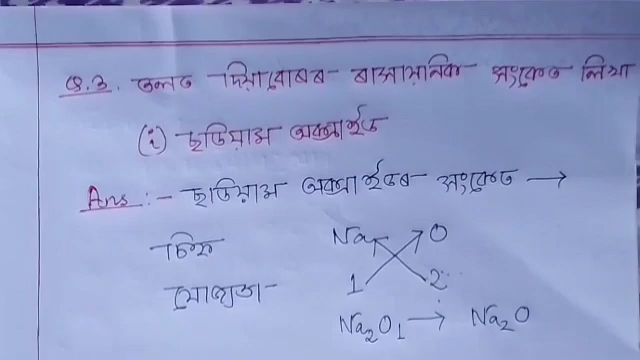 Q.3. তলত দিয়াবোৰৰ ৰাসায়নিক সংকেত লিখা
(i) ছডিয়াম অক্সাইড
Ans :- ছডিয়াম অক্সাইডৰ সংকেত →
চিহ্ন Na O
যোজ্যতা- 1 2
Na₂O₁ → Na₂O